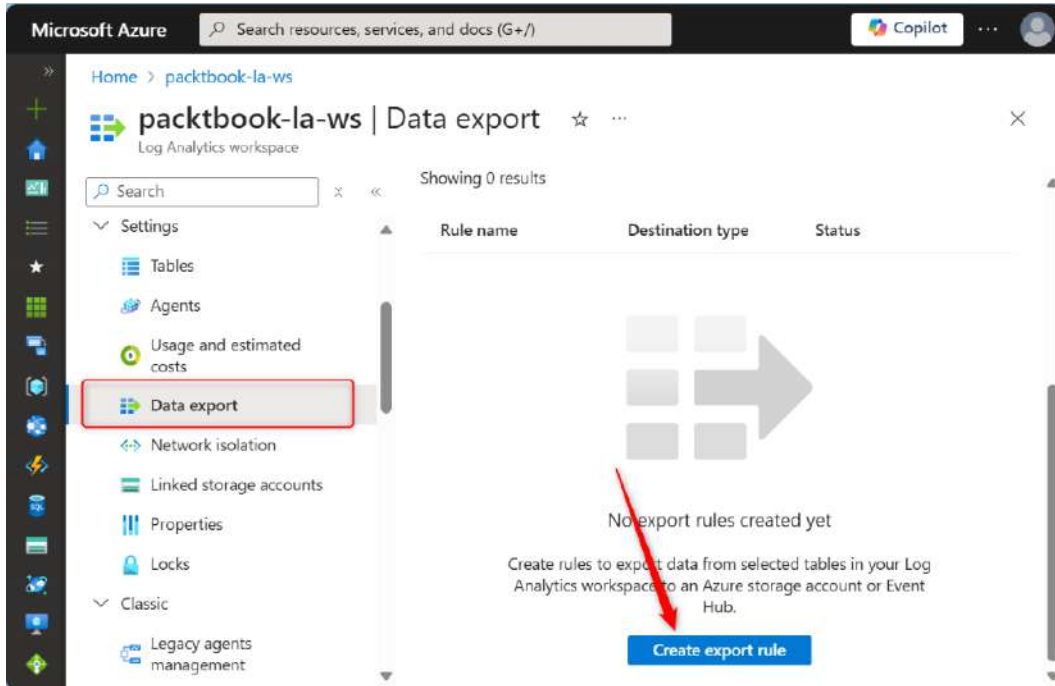 Microsoft Azure
Search resources, services, and docs (G+/)
Copilot
Home > packtbook-la-ws
packtbook-la-ws | Data export
Log Analytics workspace
Search
Settings
Tables
Agents
Usage and estimated
costs
Data export
Network isolation
Linked storage accounts
Properties
Locks
Classic
Legacy agents
management
Showing 0 results
Rule name Destination type Status
No export rules created yet
Create rules to export data from selected tables in your Log
Analytics workspace to an Azure storage account or Event
Hub.
Create export rule